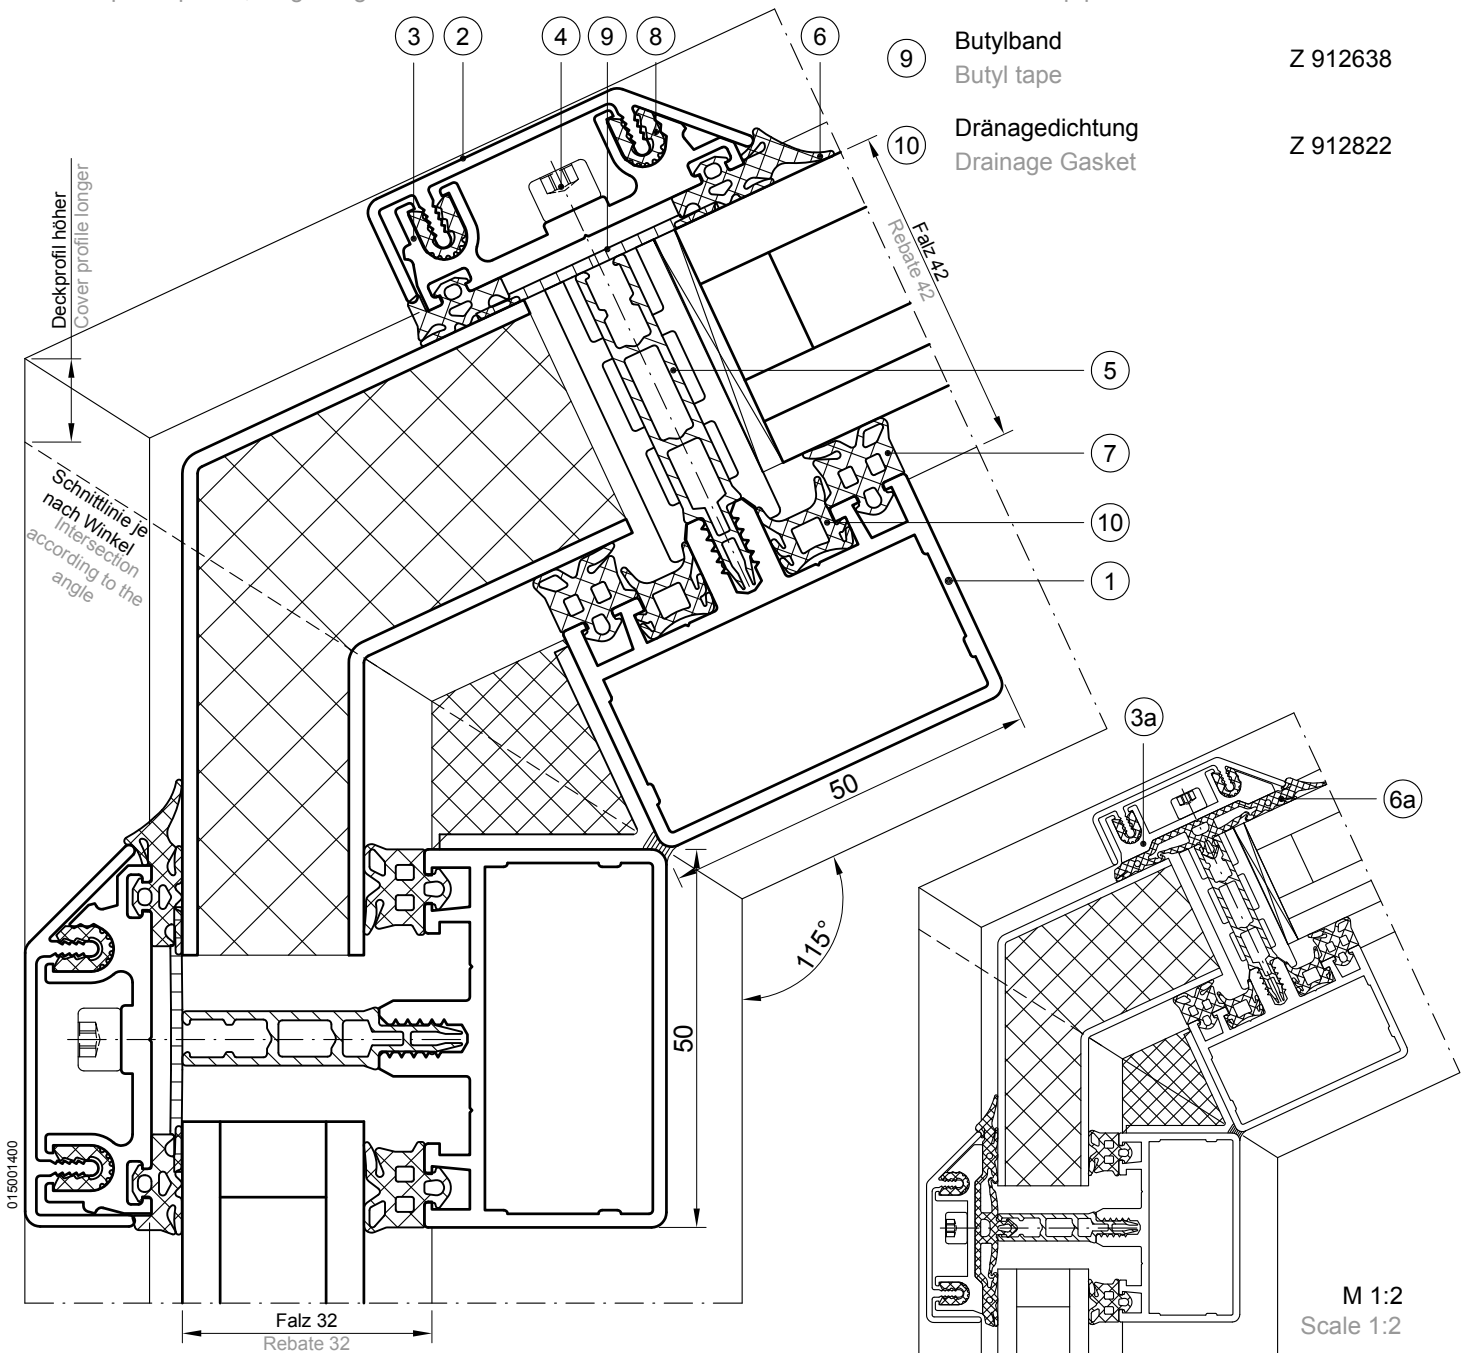 3
2
4
9
8
6
9
Butylband
Butyl tape
Z 912638
10
Dränagedichtung
Drainage Gasket
Z 912822
Deckprofil höher
Cover profile longer
Falz 42
Rebate 42
5
7
10
1
Schnittlinie je
nach Winkel
Intersection
according to the
angle
50
3a
6a
115°
50
015001400
Falz 32
Rebate 32
M 1:2
Scale 1:2